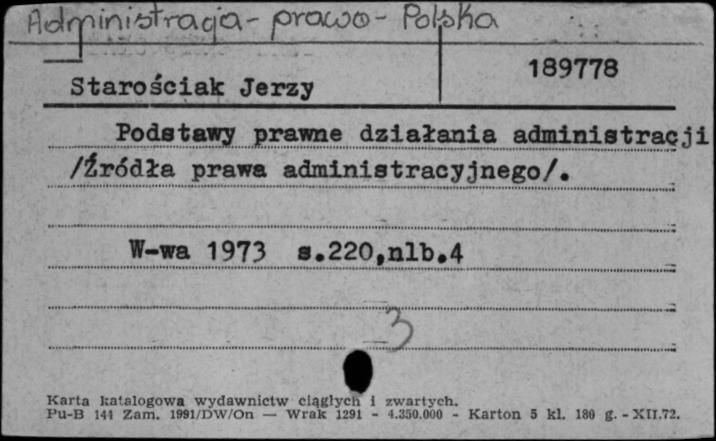 Administracja - prawo - Polska
189778
Starościak Jerzy
Podstawy prawne działania administracji
/Źródła prawa administracyjnego/.
W-wa 1973 s.220,nlb.4
3
Karta katalogowa wydawnictw ciągłych i zwartych.
Pu-B 144 Zam. 1991/DW/On — Wrak 1291 - 4.350.000 - Karton 5 kl. 180 g. - XII.72.